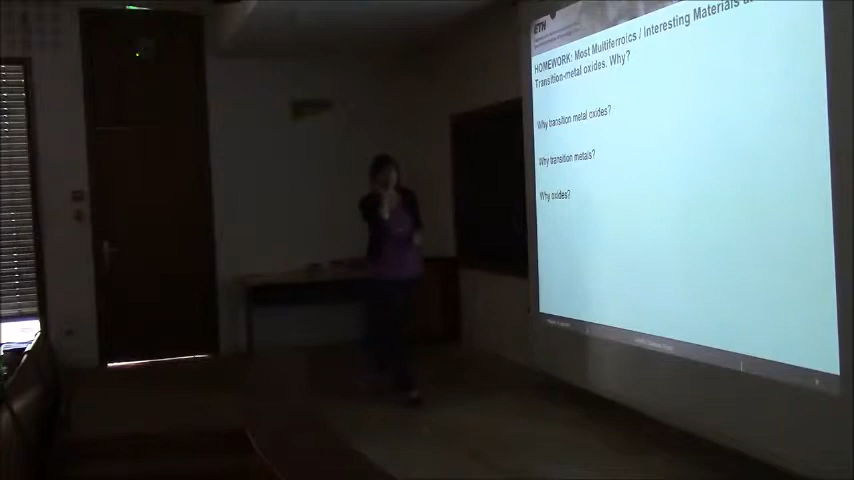 ETH
HOMEWORK: Most Multiferroics / Interesting Materials
Transition-metal oxides. Why?
Why transition metal oxides?
Why transition metals?
Why oxides?